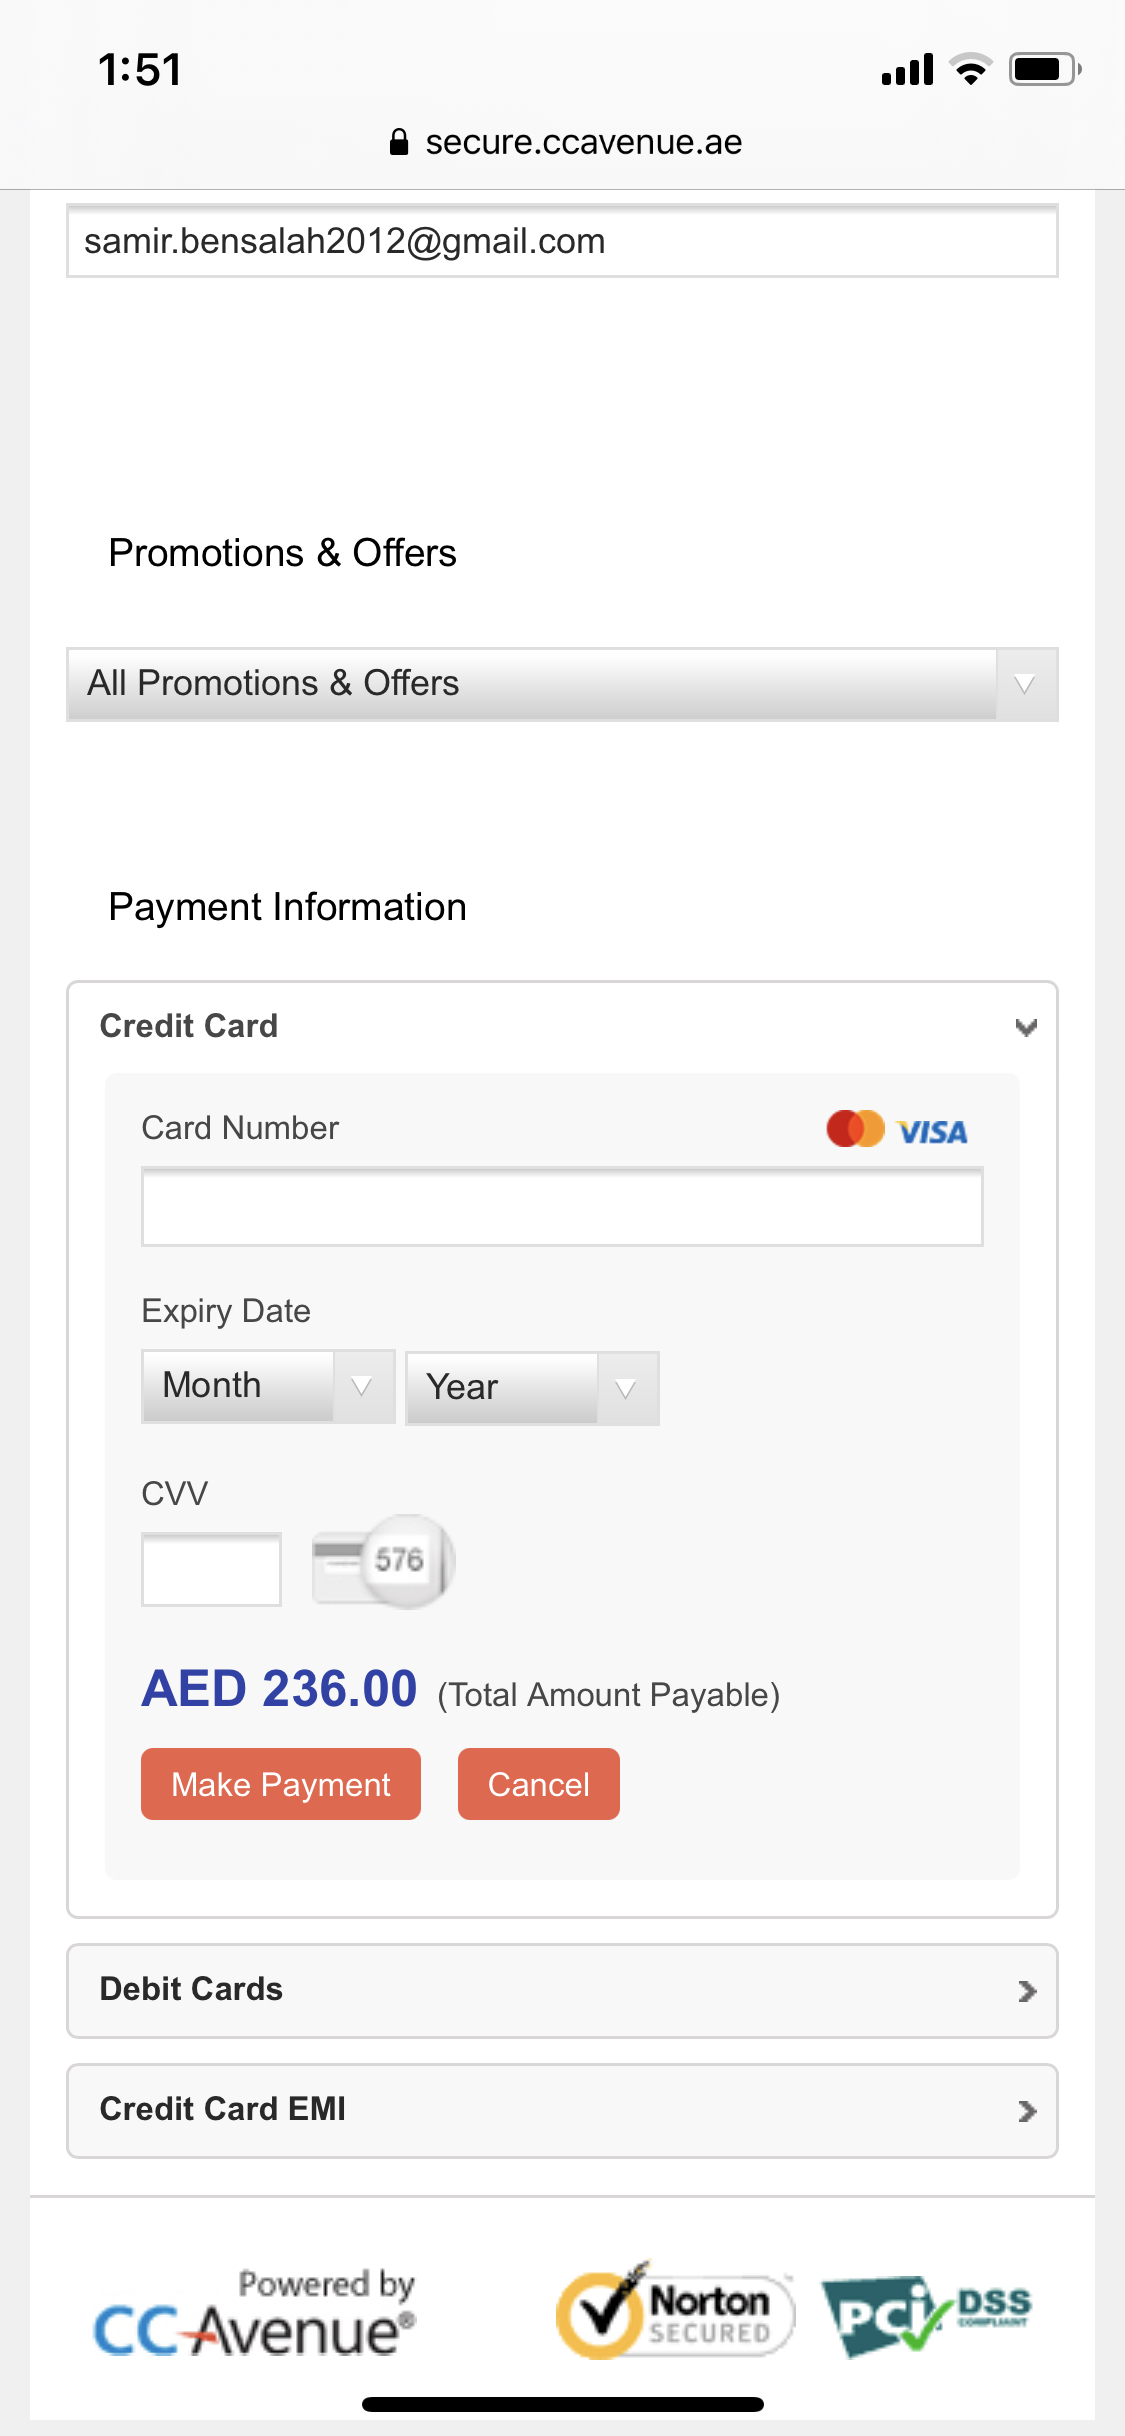 1:51
secure.ccavenue.ae
samir.bensalah2012@gmail.com
Promotions & Offers
All Promotions & Offers
Payment Information
Credit Card
Card Number
VISA
Expiry Date
Month Year
CVV
576
AED 236.00 (Total Amount Payable)
Make Payment Cancel
Debit Cards
Credit Card EMI
Powered by
CCAvenue®
Norton
SECURED
PCI DSS
COMPLIANT